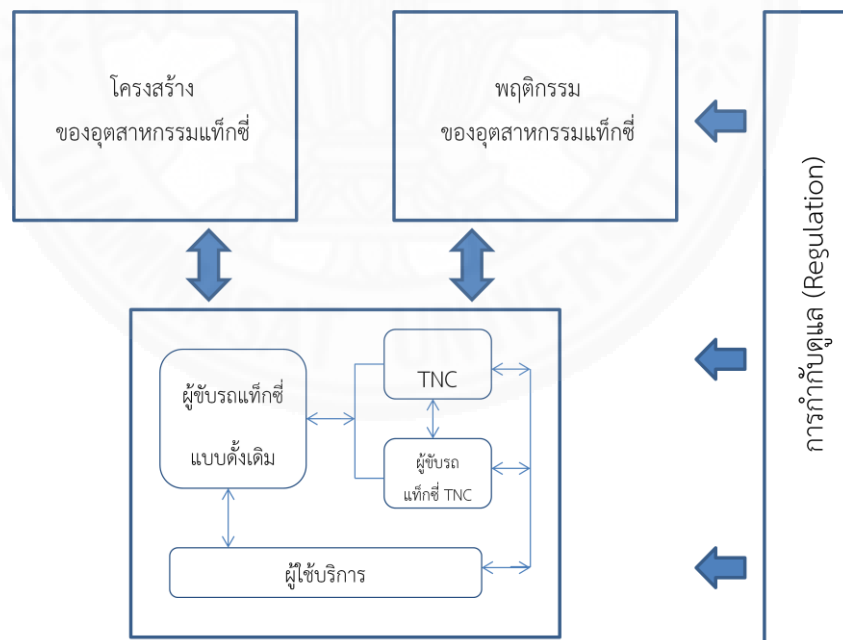 โครงสร้าง
ของอุตสาหกรรมแท็กซี่
พฤติกรรม
ของอุตสาหกรรมแท็กซี่
การกำกับดูแล (Regulation)
ผู้ขับรถแท็กซี่
แบบดั้งเดิม
TNC
ผู้ขับรถ
แท็กซี่ TNC
ผู้ใช้บริการ